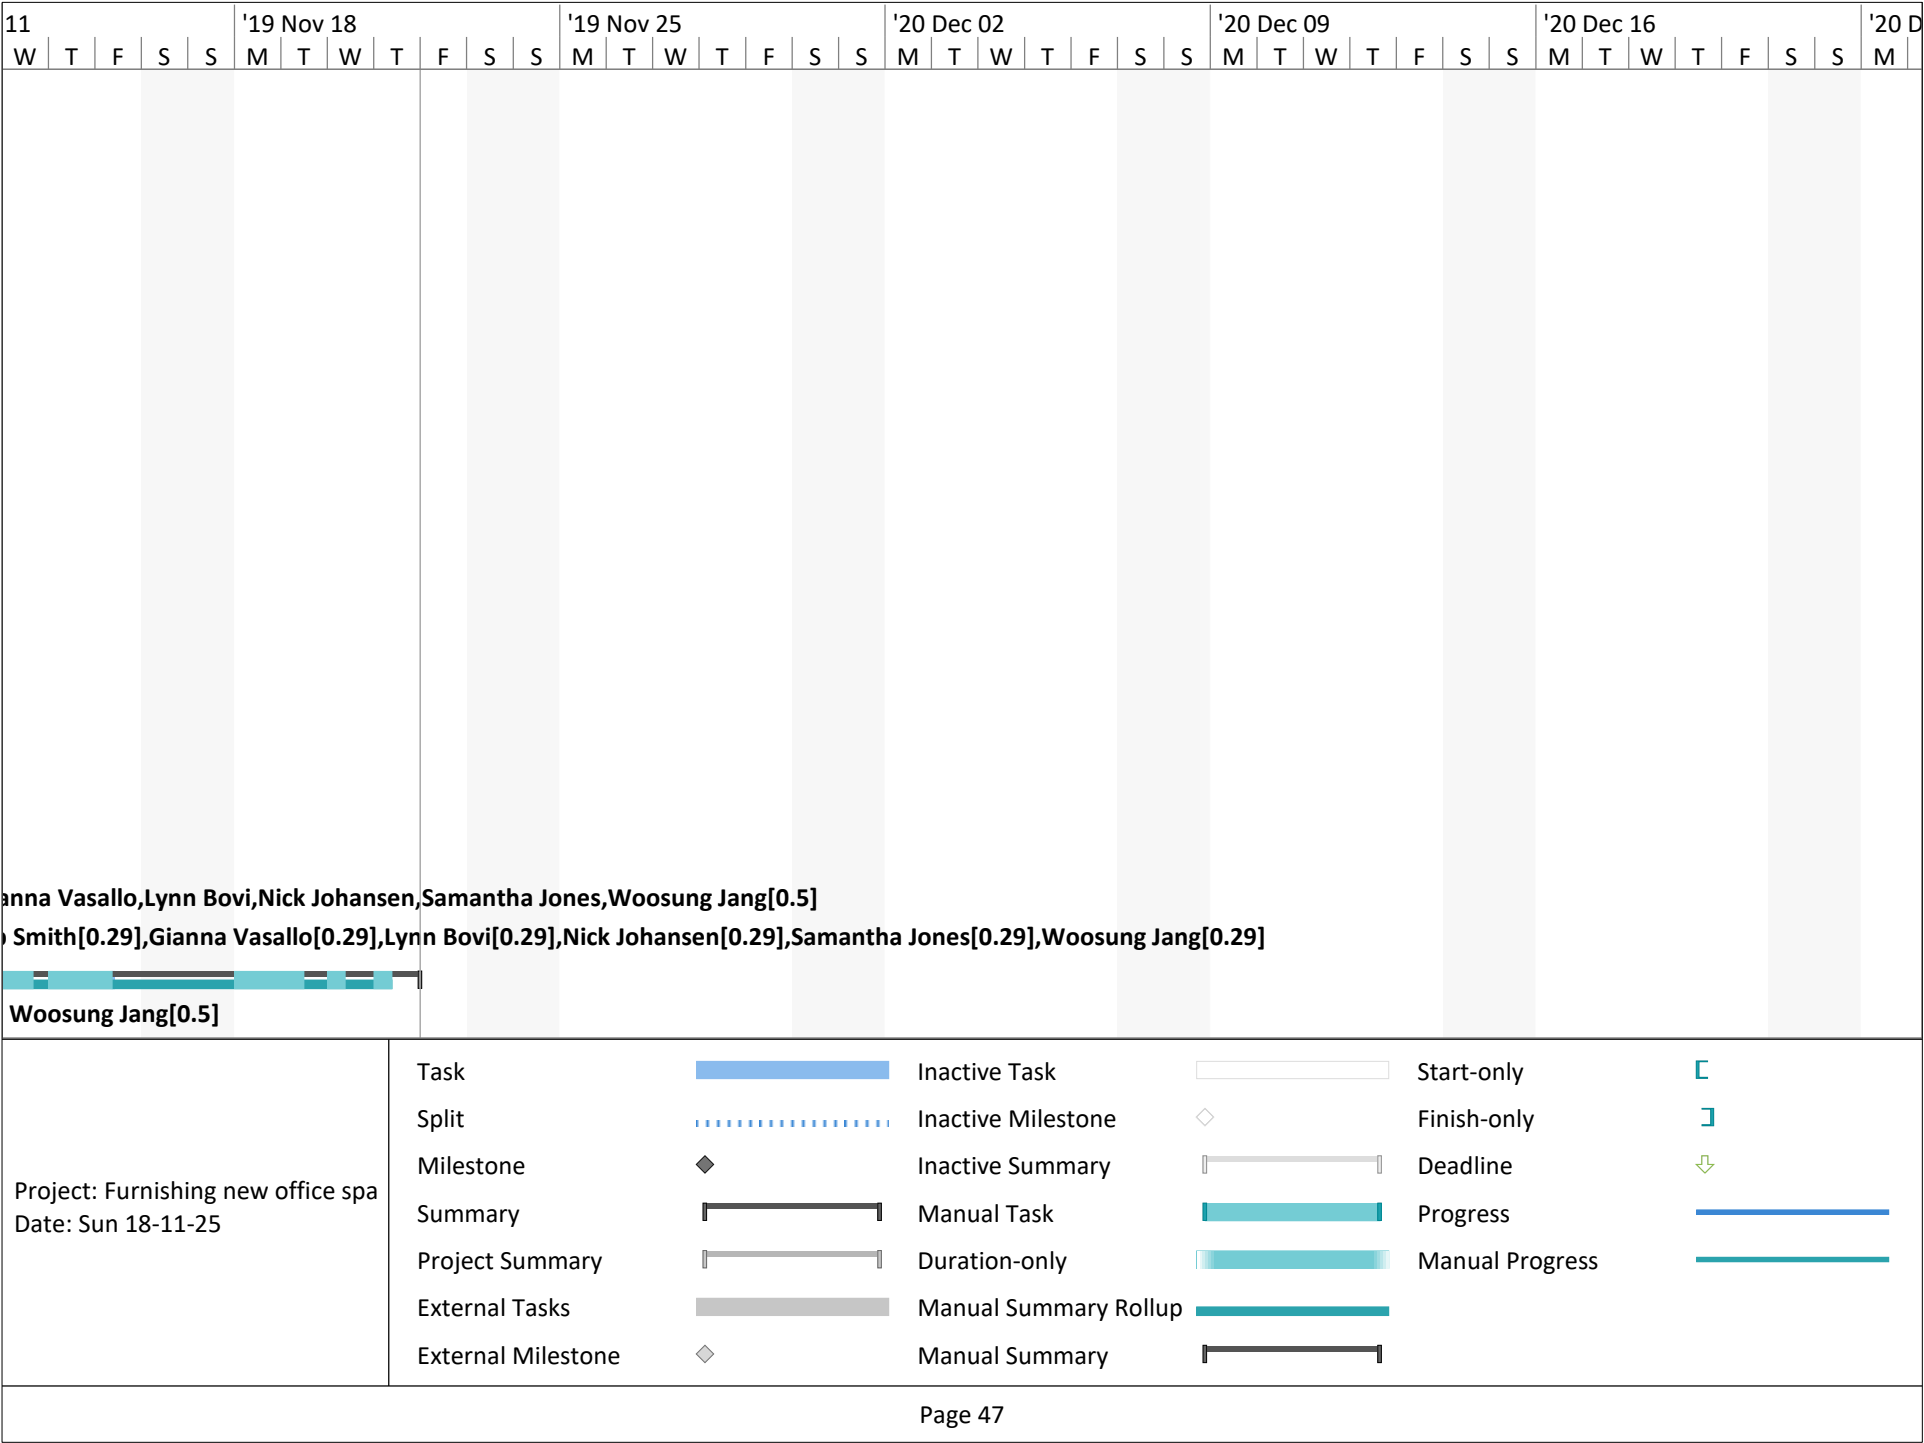 11 '19 Nov 18 '19 Nov 25 '20 Dec 02 '20 Dec 09 '20 Dec 16 '20 D
W T F S S M T W T F S S M T W T F S S M T W T F S S M T W T F S S M T W T F S S M
anna Vasallo,Lynn Bovi,Nick Johansen,Samantha Jones,Woosung Jang[0.5]
Smith[0.29],Gianna Vasallo[0.29],Lynn Bovi[0.29],Nick Johansen[0.29],Samantha Jones[0.29],Woosung Jang[0.29]
Woosung Jang[0.5]
Project: Furnishing new office spa
Date: Sun 18-11-25
Task
Split
Milestone
Summary
Project Summary
External Tasks
External Milestone
Inactive Task
Inactive Milestone
Inactive Summary
Manual Task
Duration-only
Manual Summary Rollup
Manual Summary
Start-only
Finish-only
Deadline
Progress
Manual Progress
Page 47